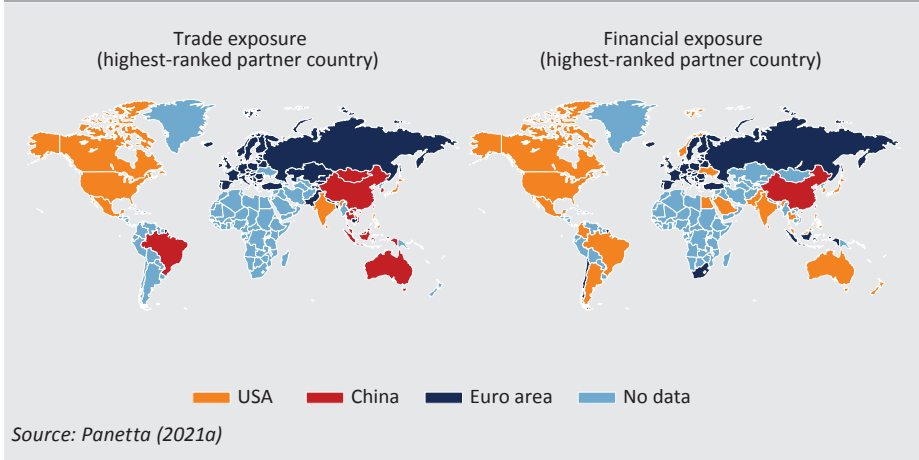 Trade exposure
(highest-ranked partner country)
Financial exposure
(highest-ranked partner country)
USA China Euro area No data
Source: Panetta (2021a)